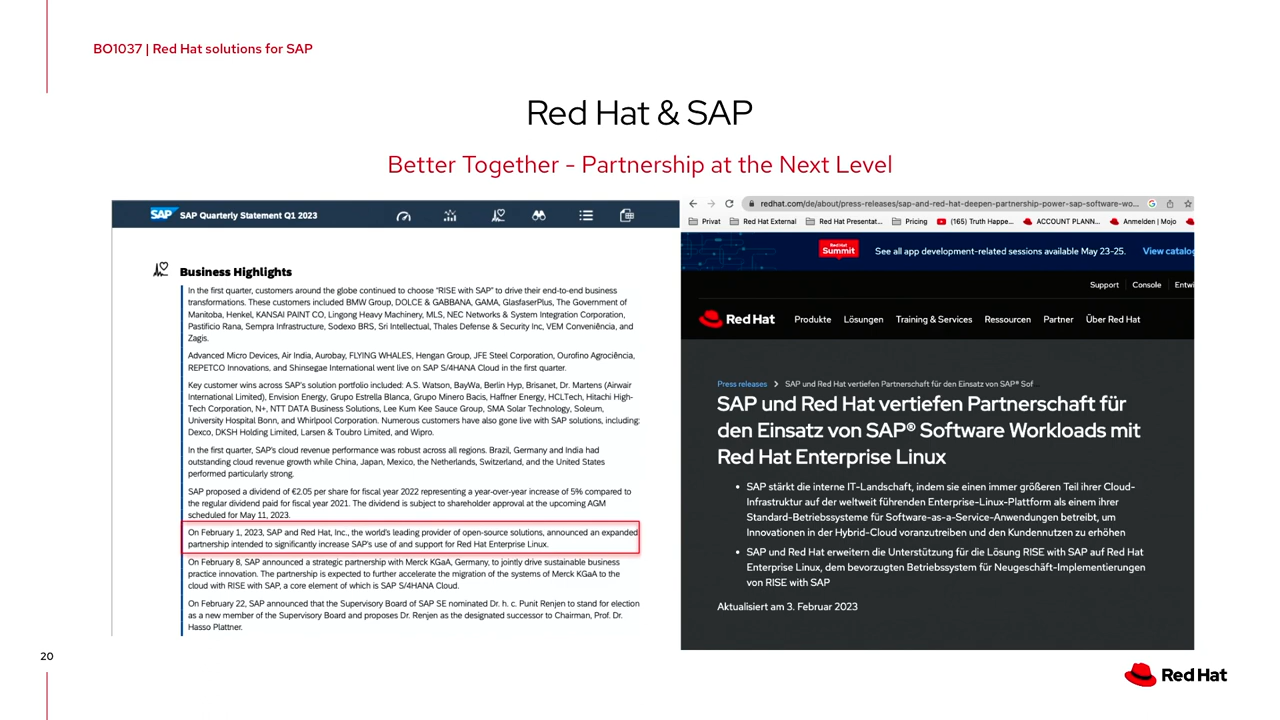 BO1037 | Red Hat solutions for SAP
Red Hat & SAP
Better Together - Partnership at the Next Level
SAP SAP Quarterly Statement Q1 2023
Business Highlights
In the first quarter, customers around the globe continued to choose "RISE with SAP" to drive their end-to-end business
transformations. These customers included BMW Group, DOLCE & GABBANA, GAMA, GlasfaserPlus, The Government of
Manitoba, Henkel, KANSAI PAINT CO, Lingong Heavy Machinery, MLS, NEC Networks & System Integration Corporation,
Pastificio Rana, Sempra Infrastructure, Sodexo BRS, Sri Intellectual, Thales Defense & Security Inc, VEM Conveniência, and
Zagis.
Advanced Micro Devices, Air India, Aurobay, FLYING WHALES, Hengan Group, JFE Steel Corporation, Ourofino Agrociência,
REPETCO Innovations, and Shinsegae International went live on SAP S/4HANA Cloud in the first quarter.
Key customer wins across SAP's solution portfolio included: A.S. Watson, BayWa, Berlin Hyp, Brisanet, Dr. Martens (Airwair
International Limited), Envision Energy, Grupo Estrella Blanca, Grupo Minero Bacis, Haffner Energy, HCLTech, Hitachi High-
Tech Corporation, N+, NTT DATA Business Solutions, Lee Kum Kee Sauce Group, SMA Solar Technology, Soleum,
University Hospital Bonn, and Whirlpool Corporation. Numerous customers have also gone live with SAP solutions, including:
Dexco, DKSH Holding Limited, Larsen & Toubro Limited, and Wipro.
In the first quarter, SAP's cloud revenue performance was robust across all regions. Brazil, Germany and India had
outstanding cloud revenue growth while China, Japan, Mexico, the Netherlands, Switzerland, and the United States
performed particularly strong.
SAP proposed a dividend of €2.05 per share for fiscal year 2022 representing a year-over-year increase of 5% compared to
the regular dividend paid for fiscal year 2021. The dividend is subject to shareholder approval at the upcoming AGM
scheduled for May 11, 2023.
On February 1, 2023, SAP and Red Hat, Inc., the world's leading provider of open-source solutions, announced an expanded
partnership intended to significantly increase SAP's use of and support for Red Hat Enterprise Linux.
On February 8, SAP announced a strategic partnership with Merck KGaA, Germany, to jointly drive sustainable business
practice innovation. The partnership is expected to further accelerate the migration of the systems of Merck KGaA to the
cloud with RISE with SAP, a core element of which is SAP S/4HANA Cloud.
On February 22, SAP announced that the Supervisory Board of SAP SE nominated Dr. h. c. Punit Renjen to stand for election
as a new member of the Supervisory Board and proposes Dr. Renjen as the designated successor to Chairman, Prof. Dr.
Hasso Plattner.
redhat.com/de/about/press-releases/sap-and-red-hat-deepen-partnership-power-sap-software-wo...
Privat Red Hat External Red Hat Presentat... Pricing (165) Truth Happe... ACCOUNT PLANN... Anmelden | Mojo
Red Hat
Summit
See all app development-related sessions available May 23-25. View catalog
Support Console Entwi
Red Hat Produkte Lösungen Training & Services Ressourcen Partner Über Red Hat
Press releases > SAP und Red Hat vertiefen Partnerschaft für den Einsatz von SAP® Sof
SAP und Red Hat vertiefen Partnerschaft für
den Einsatz von SAP® Software Workloads mit
Red Hat Enterprise Linux
• SAP stärkt die interne IT-Landschaft, indem sie einen immer größeren Teil ihrer Cloud-
Infrastruktur auf der weltweit führenden Enterprise-Linux-Plattform als einem ihrer
Standard-Betriebssysteme für Software-as-a-Service-Anwendungen betreibt, um
Innovationen in der Hybrid-Cloud voranzutreiben und den Kundennutzen zu erhöhen
• SAP und Red Hat erweitern die Unterstützung für die Lösung RISE with SAP auf Red Hat
Enterprise Linux, dem bevorzugten Betriebssystem für Neugeschäft-Implementierungen
von RISE with SAP
Aktualisiert am 3. Februar 2023
20
Red Hat